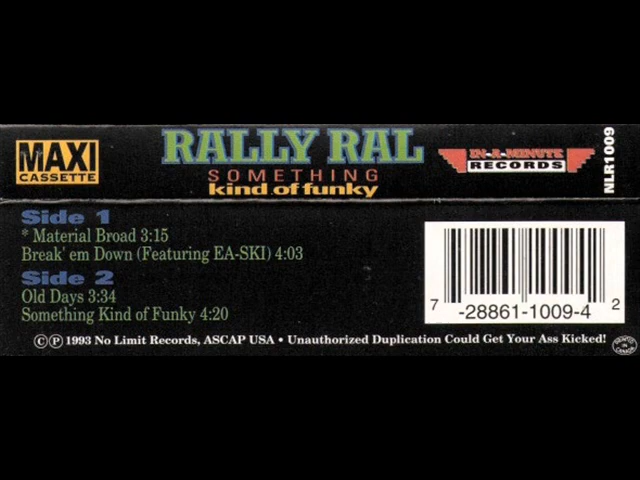 MAXI
CASSETTE
RALLY RAL
SOMETHING
kind of funky
IN-A-MINUTE
RECORDS
NLR1009
Side 1
* Material Broad 3:15
Break' em Down (Featuring EA-SKI) 4:03
Side 2
Old Days 3:34
Something Kind of Funky 4:20
7 -28861-1009-4 2
©℗ 1993 No Limit Records, ASCAP USA • Unauthorized Duplication Could Get Your Ass Kicked!